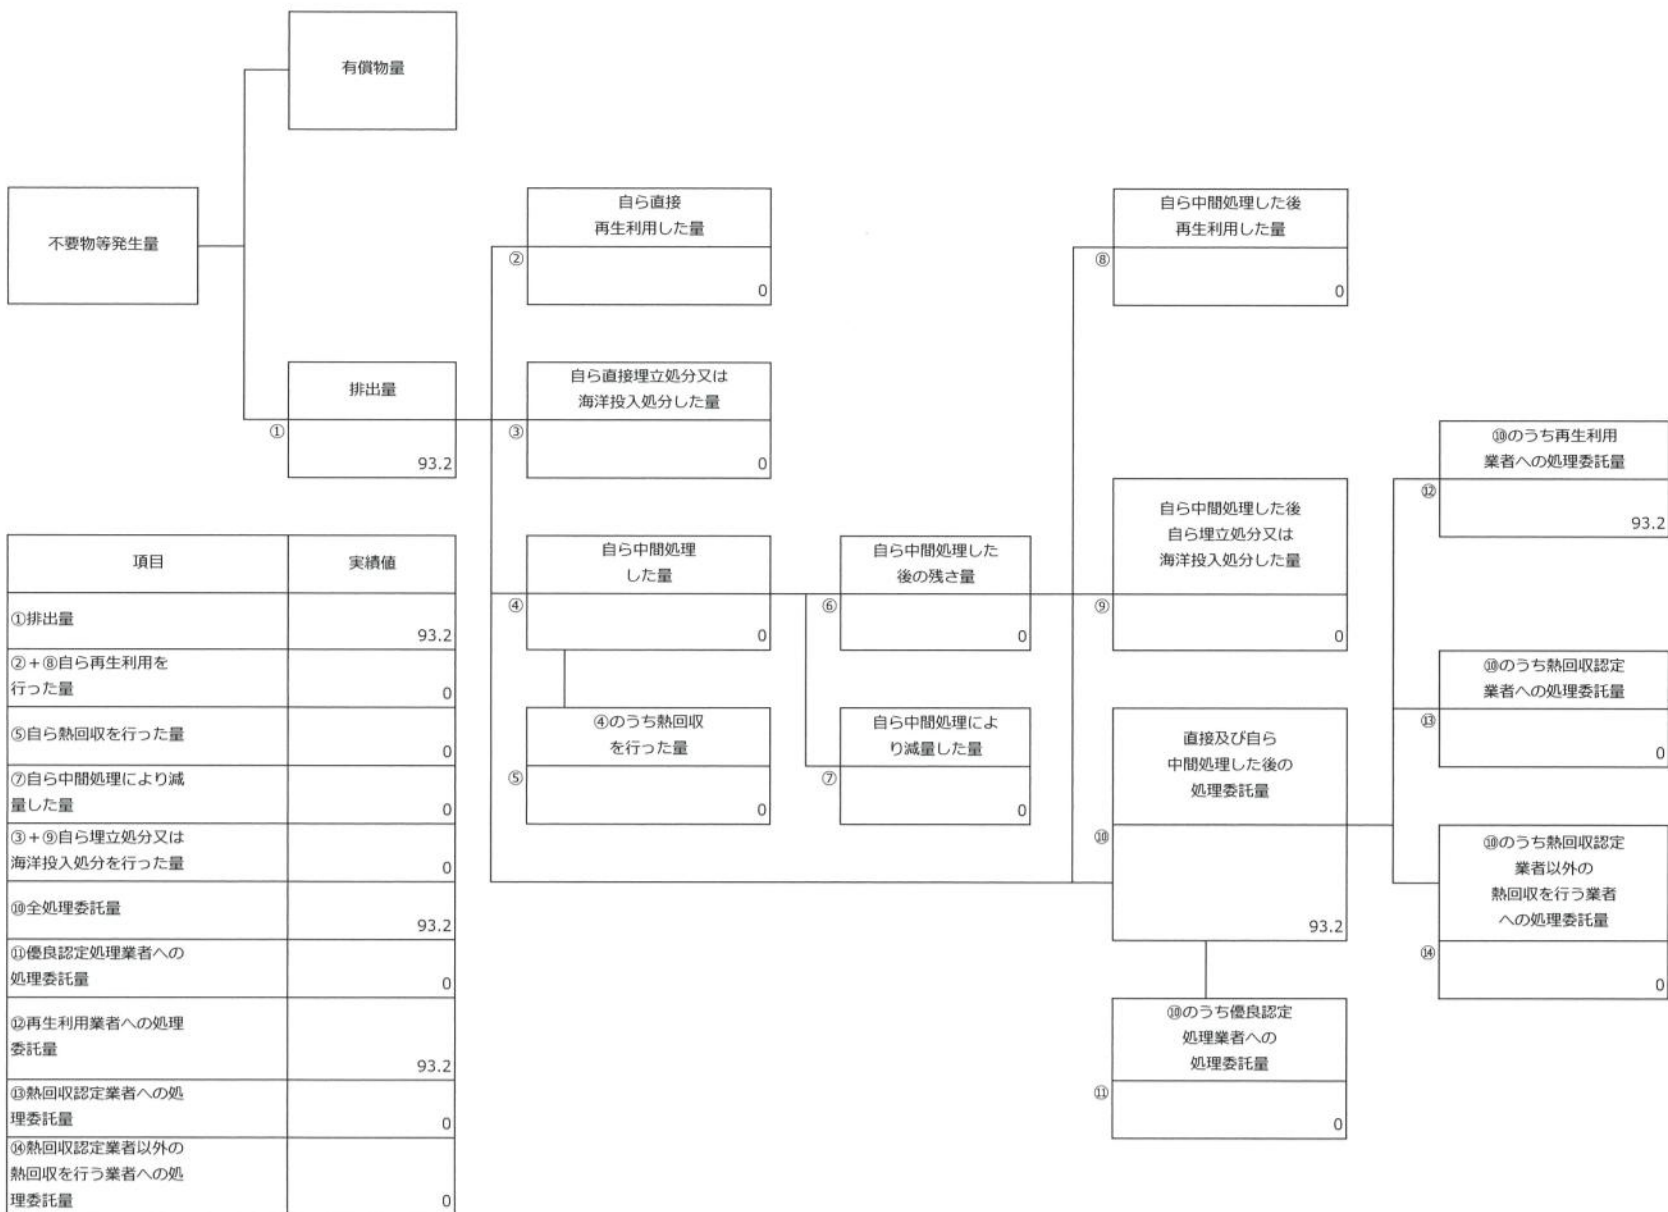 有償物量
不要物等発生量
自ら直接
再生利用した量
②
0
自ら中間処理した後
再生利用した量
⑧
0
排出量
①
93.2
自ら直接埋立処分又は
海洋投入処分した量
③
0
⑩のうち再生利用
業者への処理委託量
⑫
93.2
自ら中間処理
した量
④
0
自ら中間処理した
後の残さ量
⑥
0
自ら中間処理した後
自ら埋立処分又は
海洋投入処分した量
⑨
0
④のうち熱回収
を行った量
⑤
0
自ら中間処理によ
り減量した量
⑦
0
直接及び自ら
中間処理した後の
処理委託量
⑩
93.2
⑩のうち熱回収認定
業者への処理委託量
⑬
0
⑩のうち熱回収認定
業者以外の
熱回収を行う業者
への処理委託量
⑭
0
⑩のうち優良認定
処理業者への
処理委託量
⑪
0
項目
実績値
①排出量
93.2
②+⑧自ら再生利用を
行った量
0
⑤自ら熱回収を行った量
0
⑦自ら中間処理により減
量した量
0
③+⑨自ら埋立処分又は
海洋投入処分を行った量
0
⑩全処理委託量
93.2
⑪優良認定処理業者への
処理委託量
0
⑫再生利用業者への処理
委託量
93.2
⑬熱回収認定業者への処
理委託量
0
⑭熱回収認定業者以外の
熱回収を行う業者への処
理委託量
0